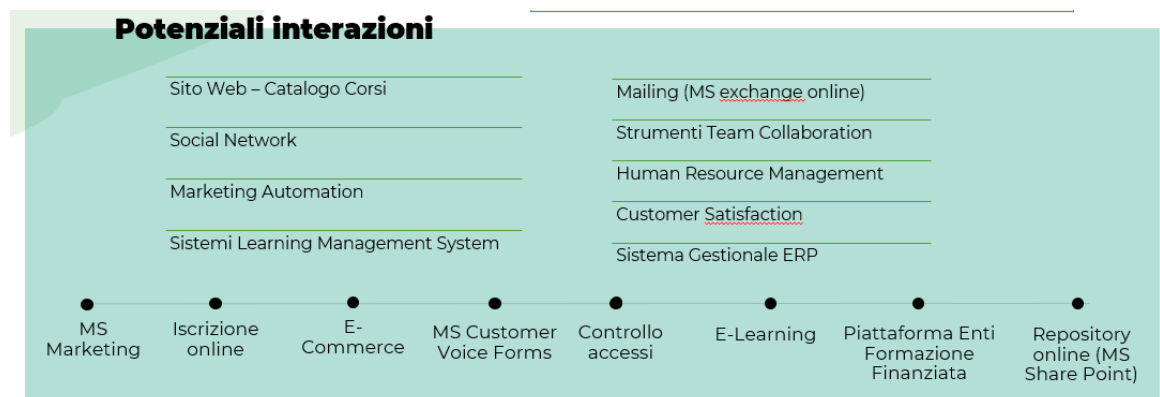 Potenziali interazioni
Sito Web – Catalogo Corsi
Social Network
Marketing Automation
Sistemi Learning Management System
Mailing (MS exchange online)
Strumenti Team Collaboration
Human Resource Management
Customer Satisfaction
Sistema Gestionale ERP
MS
Marketing
Iscrizione
online
E-
Commerce
MS Customer
Voice Forms
Controllo
accessi
E-Learning
Piattaforma Enti
Formazione
Finanziata
Repository
online (MS
Share Point)